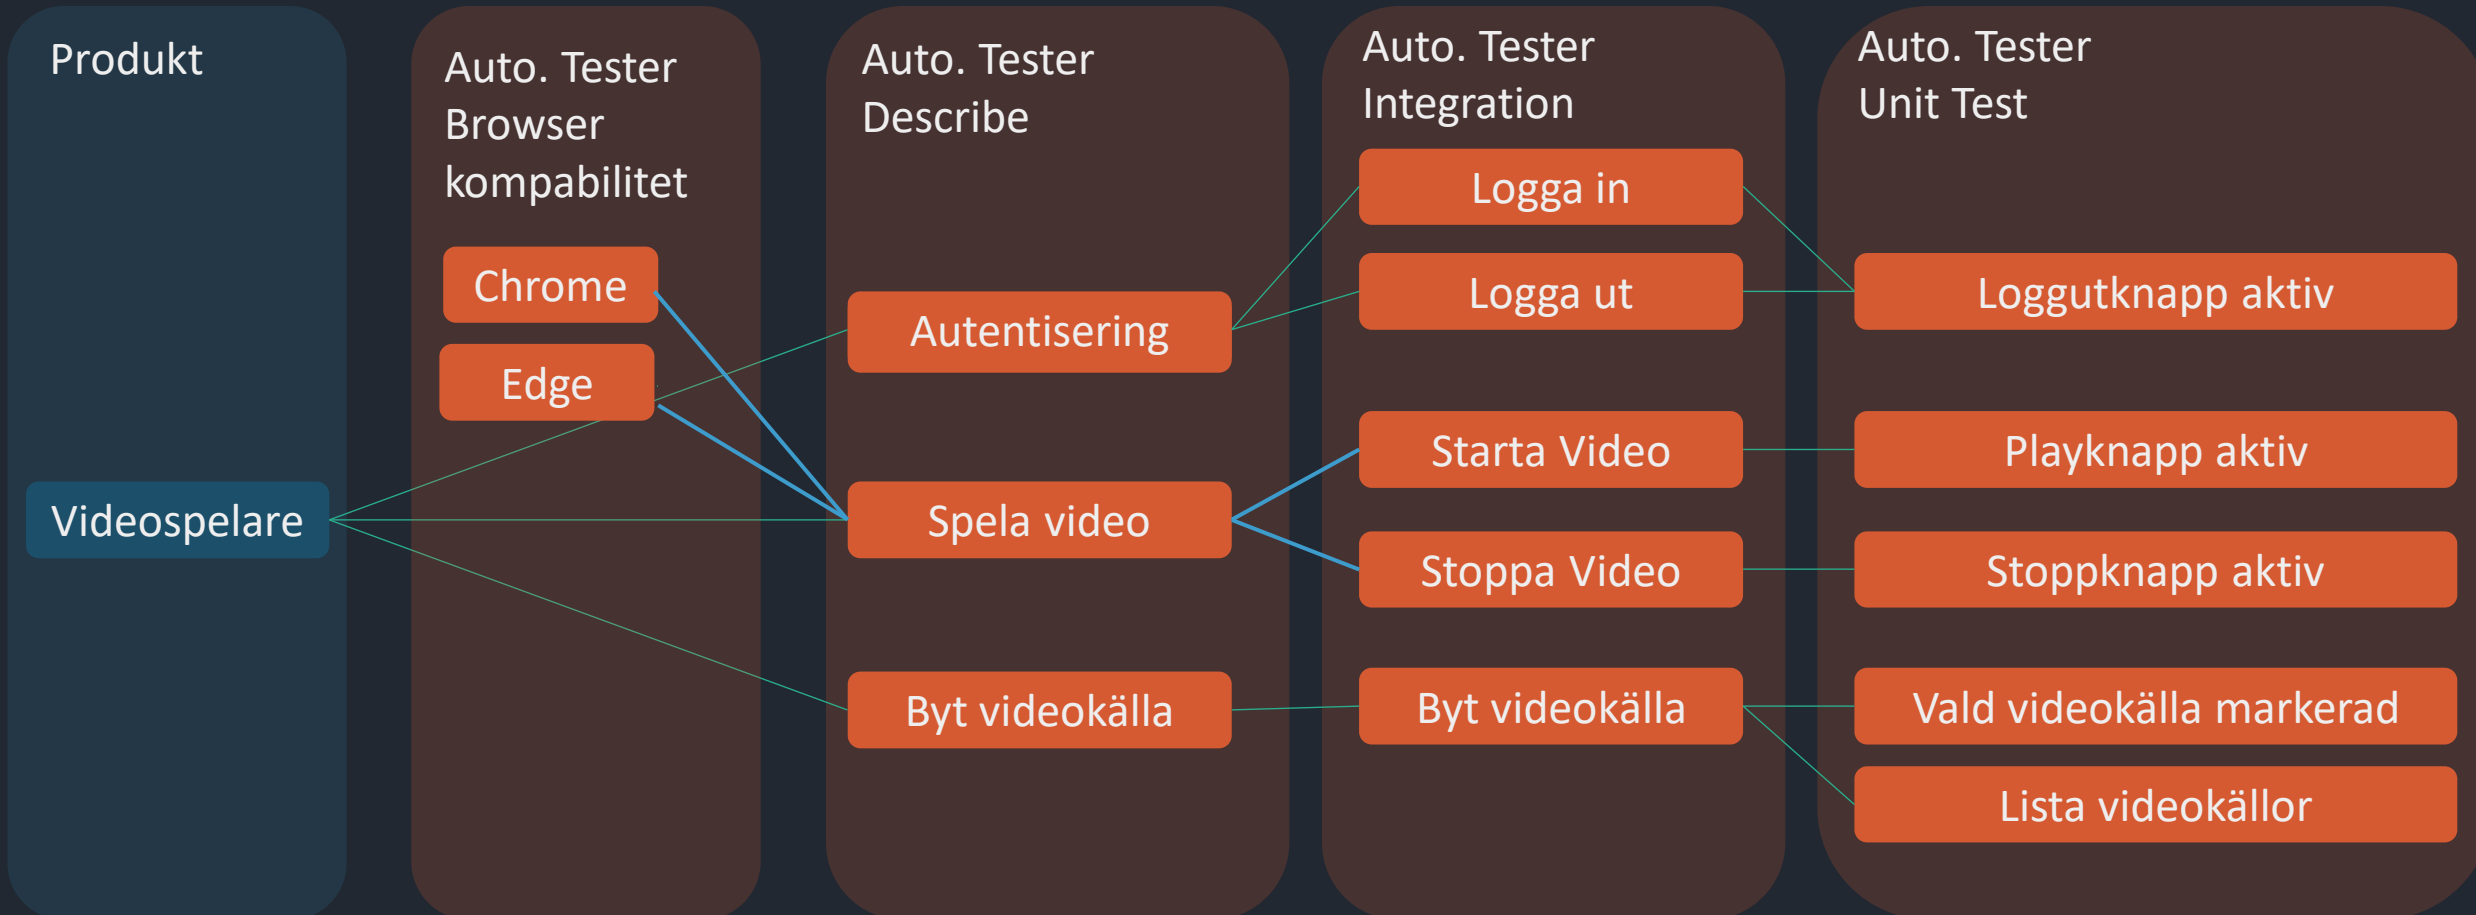 Produkt
Videospelare
Auto. Tester
Browser
kompabilitet
Chrome
Edge
Auto. Tester
Describe
Autentisering
Spela video
Byt videokälla
Auto. Tester
Integration
Logga in
Logga ut
Starta Video
Stoppa Video
Byt videokälla
Auto. Tester
Unit Test
Loggutknapp aktiv
Playknapp aktiv
Stoppknapp aktiv
Vald videokälla markerad
Lista videokällor